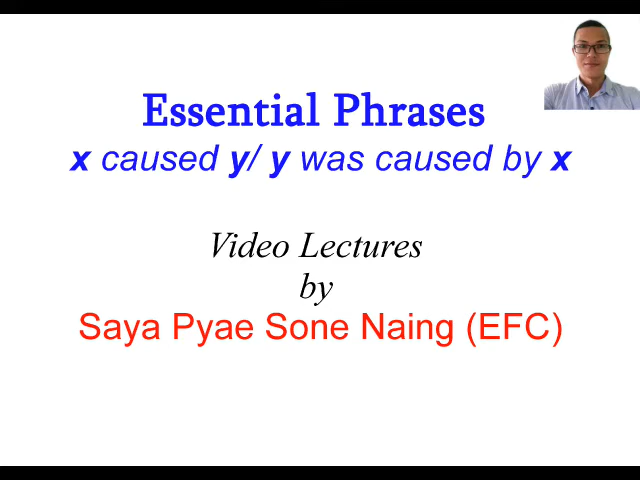 Essential Phrases
x caused y/ y was caused by x
Video Lectures
by
Saya Pyae Sone Naing (EFC)